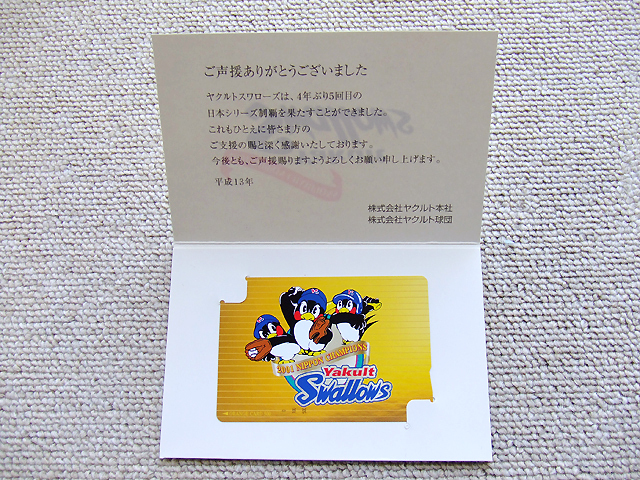 ご声援ありがとうございました
ヤクルトスワローズは、4年ぶり5回目の
日本シリーズ制覇を果たすことができました。
これもひとえに皆さま方の
ご支援の賜と深く感謝いたしております。
今後とも、ご声援賜りますようよろしくお願い申し上げます。
平成13年
株式会社ヤクルト本社
株式会社ヤクルト球団
2001 NIPPON CHAMPIONS
Yakult
Swallows